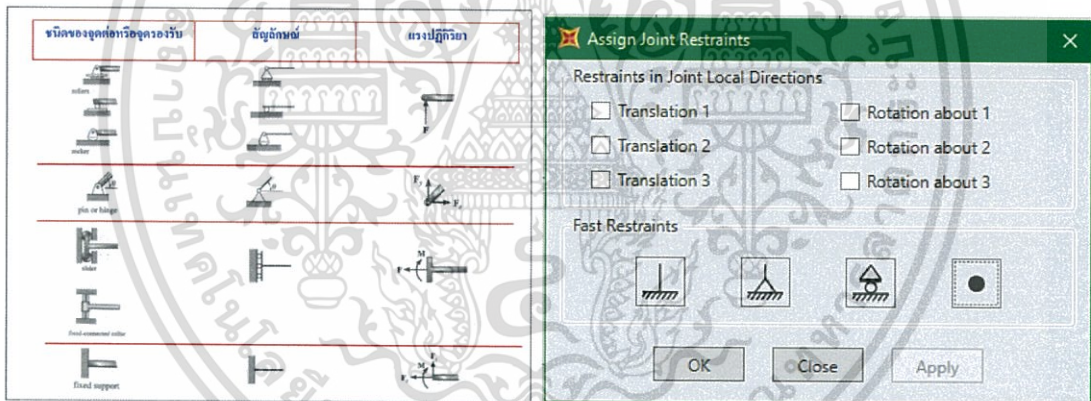 ชนิดของจุดต่อหรือจุดรองรับ
สัญลักษณ์
แรงปฏิกิริยา
rollers
rocker
F
pin or hinge
θ
θ
F
F
slider
M
F
fixed-connected collar
fixed support
M
F
F
Assign Joint Restraints
Restraints in Joint Local Directions
Translation 1
Rotation about 1
Translation 2
Rotation about 2
Translation 3
Rotation about 3
Fast Restraints
OK
Close
Apply